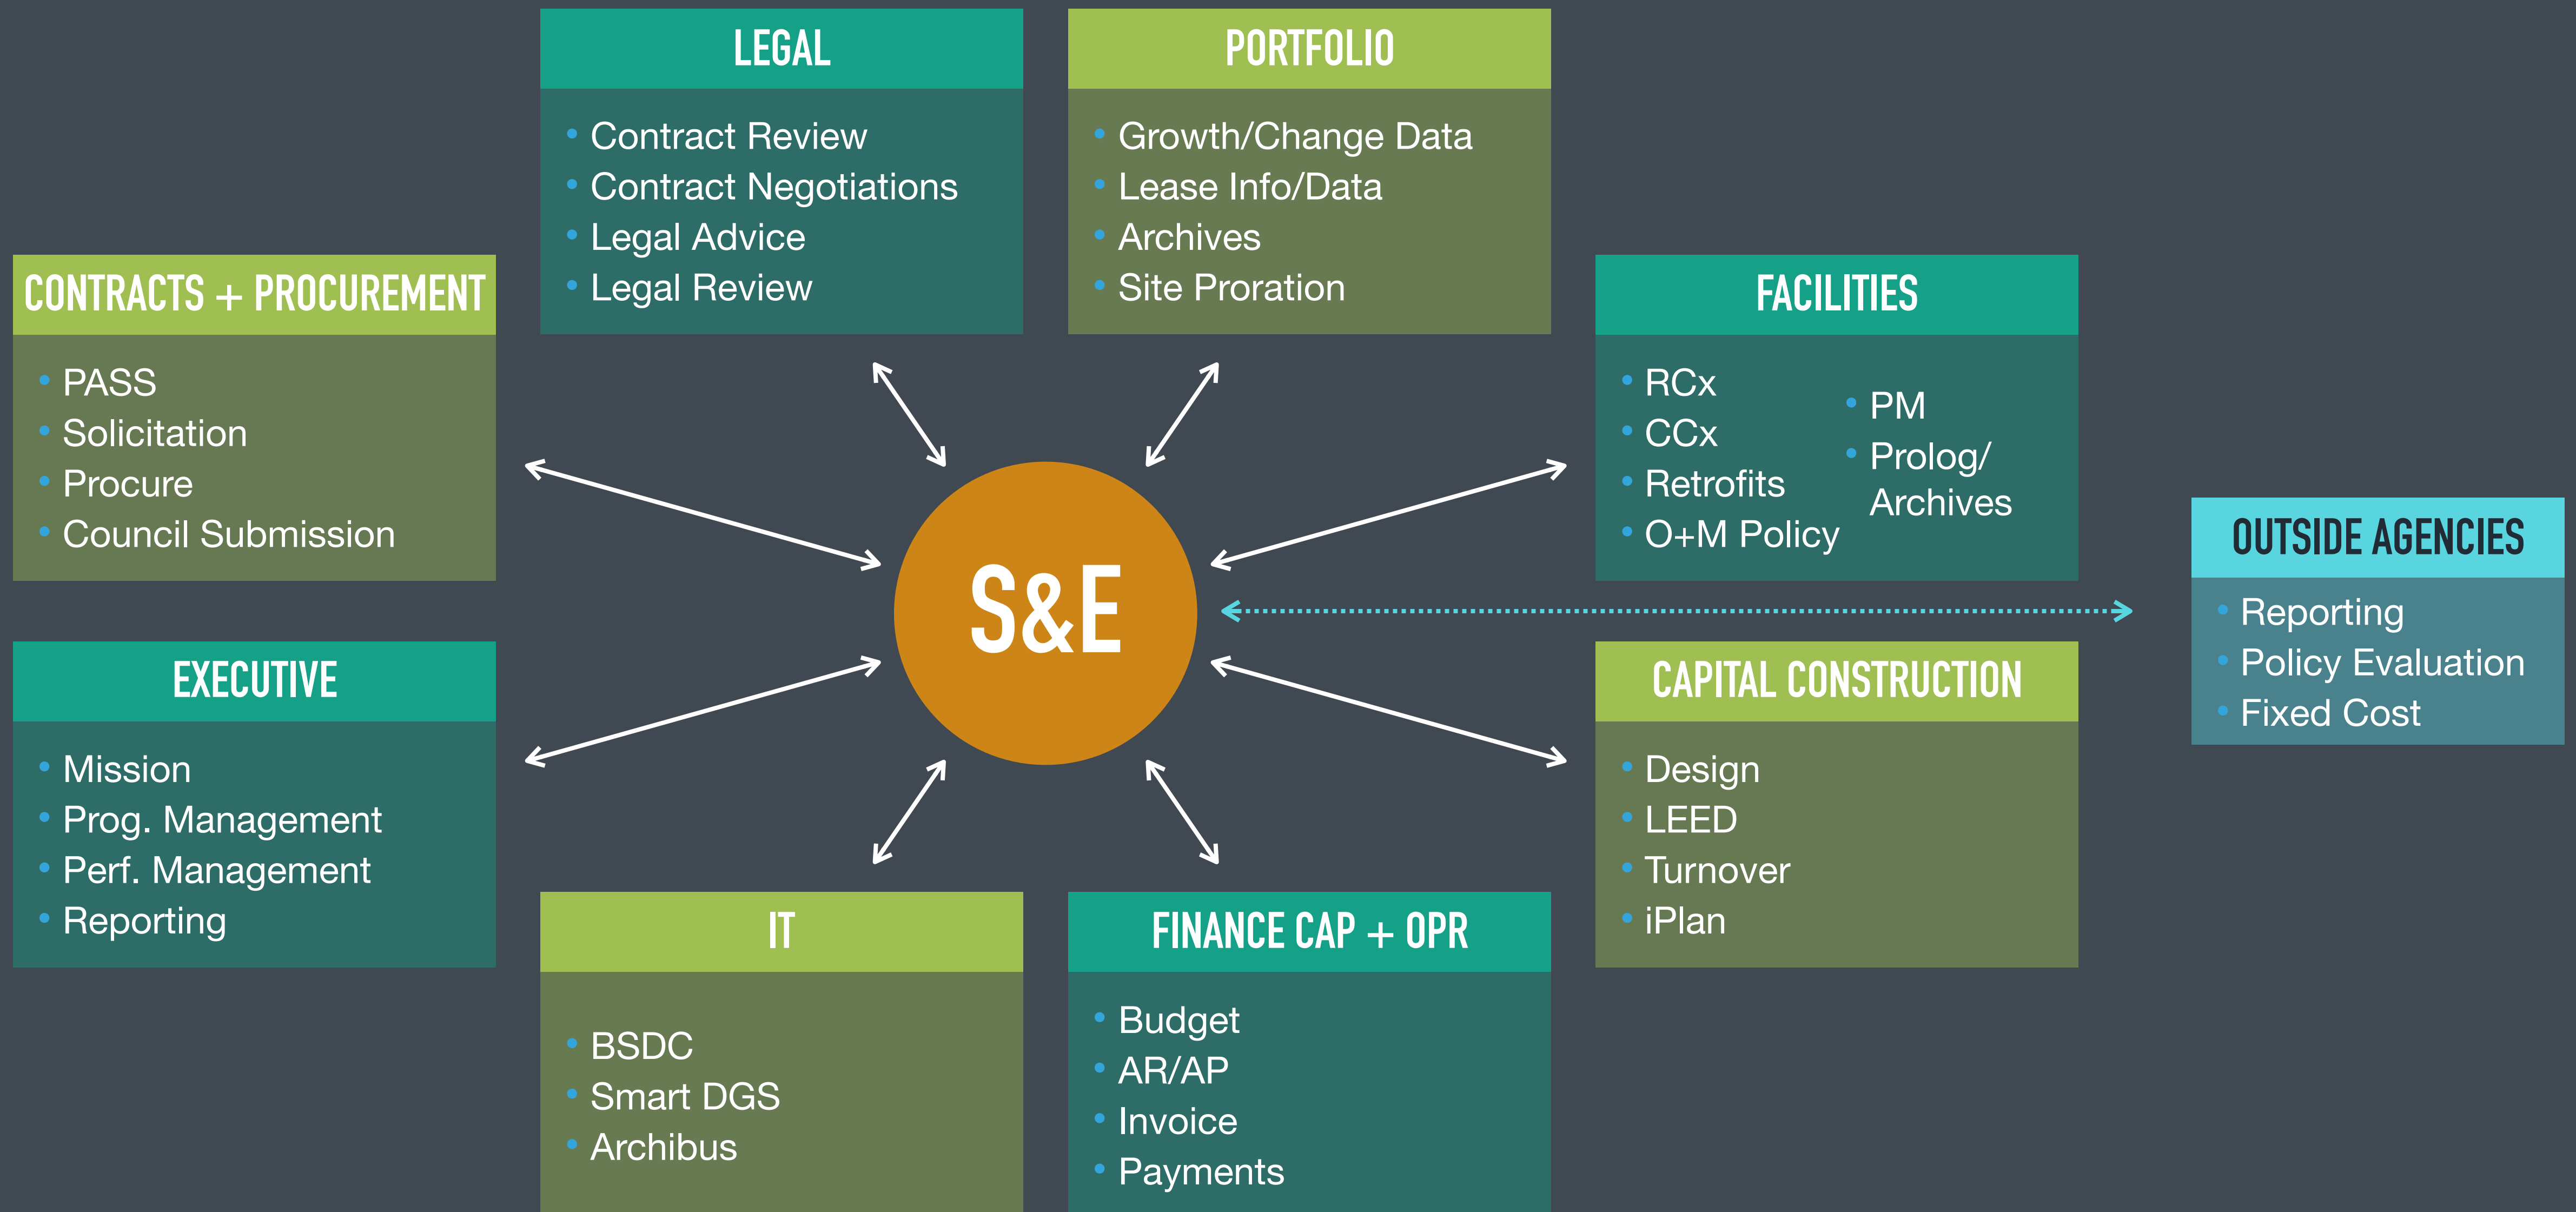 LEGAL
Contract Review
Contract Negotiations
Legal Advice
Legal Review
PORTFOLIO
Growth/Change Data
Lease Info/Data
Archives
Site Proration
CONTRACTS + PROCUREMENT
PASS
Solicitation
Procure
Council Submission
FACILITIES
RCx
CCx
Retrofits
O+M Policy
PM
Prolog/
Archives
OUTSIDE AGENCIES
Reporting
Policy Evaluation
Fixed Cost
S&E
EXECUTIVE
Mission
Prog. Management
Perf. Management
Reporting
CAPITAL CONSTRUCTION
Design
LEED
Turnover
iPlan
IT
BSDC
Smart DGS
Archibus
FINANCE CAP + OPR
Budget
AR/AP
Invoice
Payments